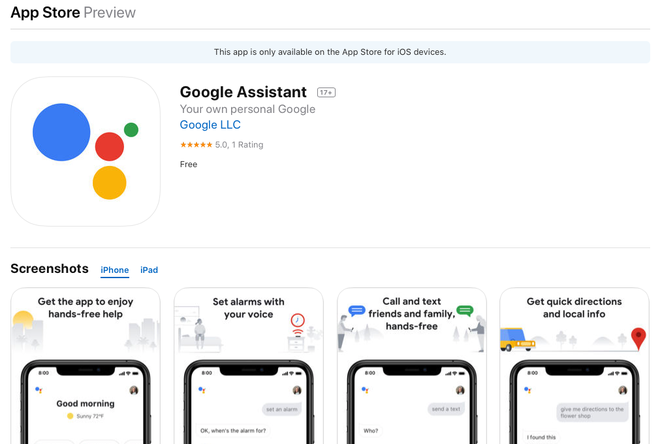 App Store Preview
This app is only available on the App Store for iOS devices.
Google Assistant 17+
Your own personal Google
Google LLC
★★★★★ 5.0, 1 Rating
Free
Screenshots iPhone iPad
Get the app to enjoy
hands-free help
8:00
Good morning
Sunny 72°F
Set alarms with
your voice
8:00
set an alarm
OK, when's the alarm for?
Call and text
friends and family,
hands-free
8:00
send a text
Who?
Get quick directions
and local info
8:00
give me directions to the
flower shop
I found this